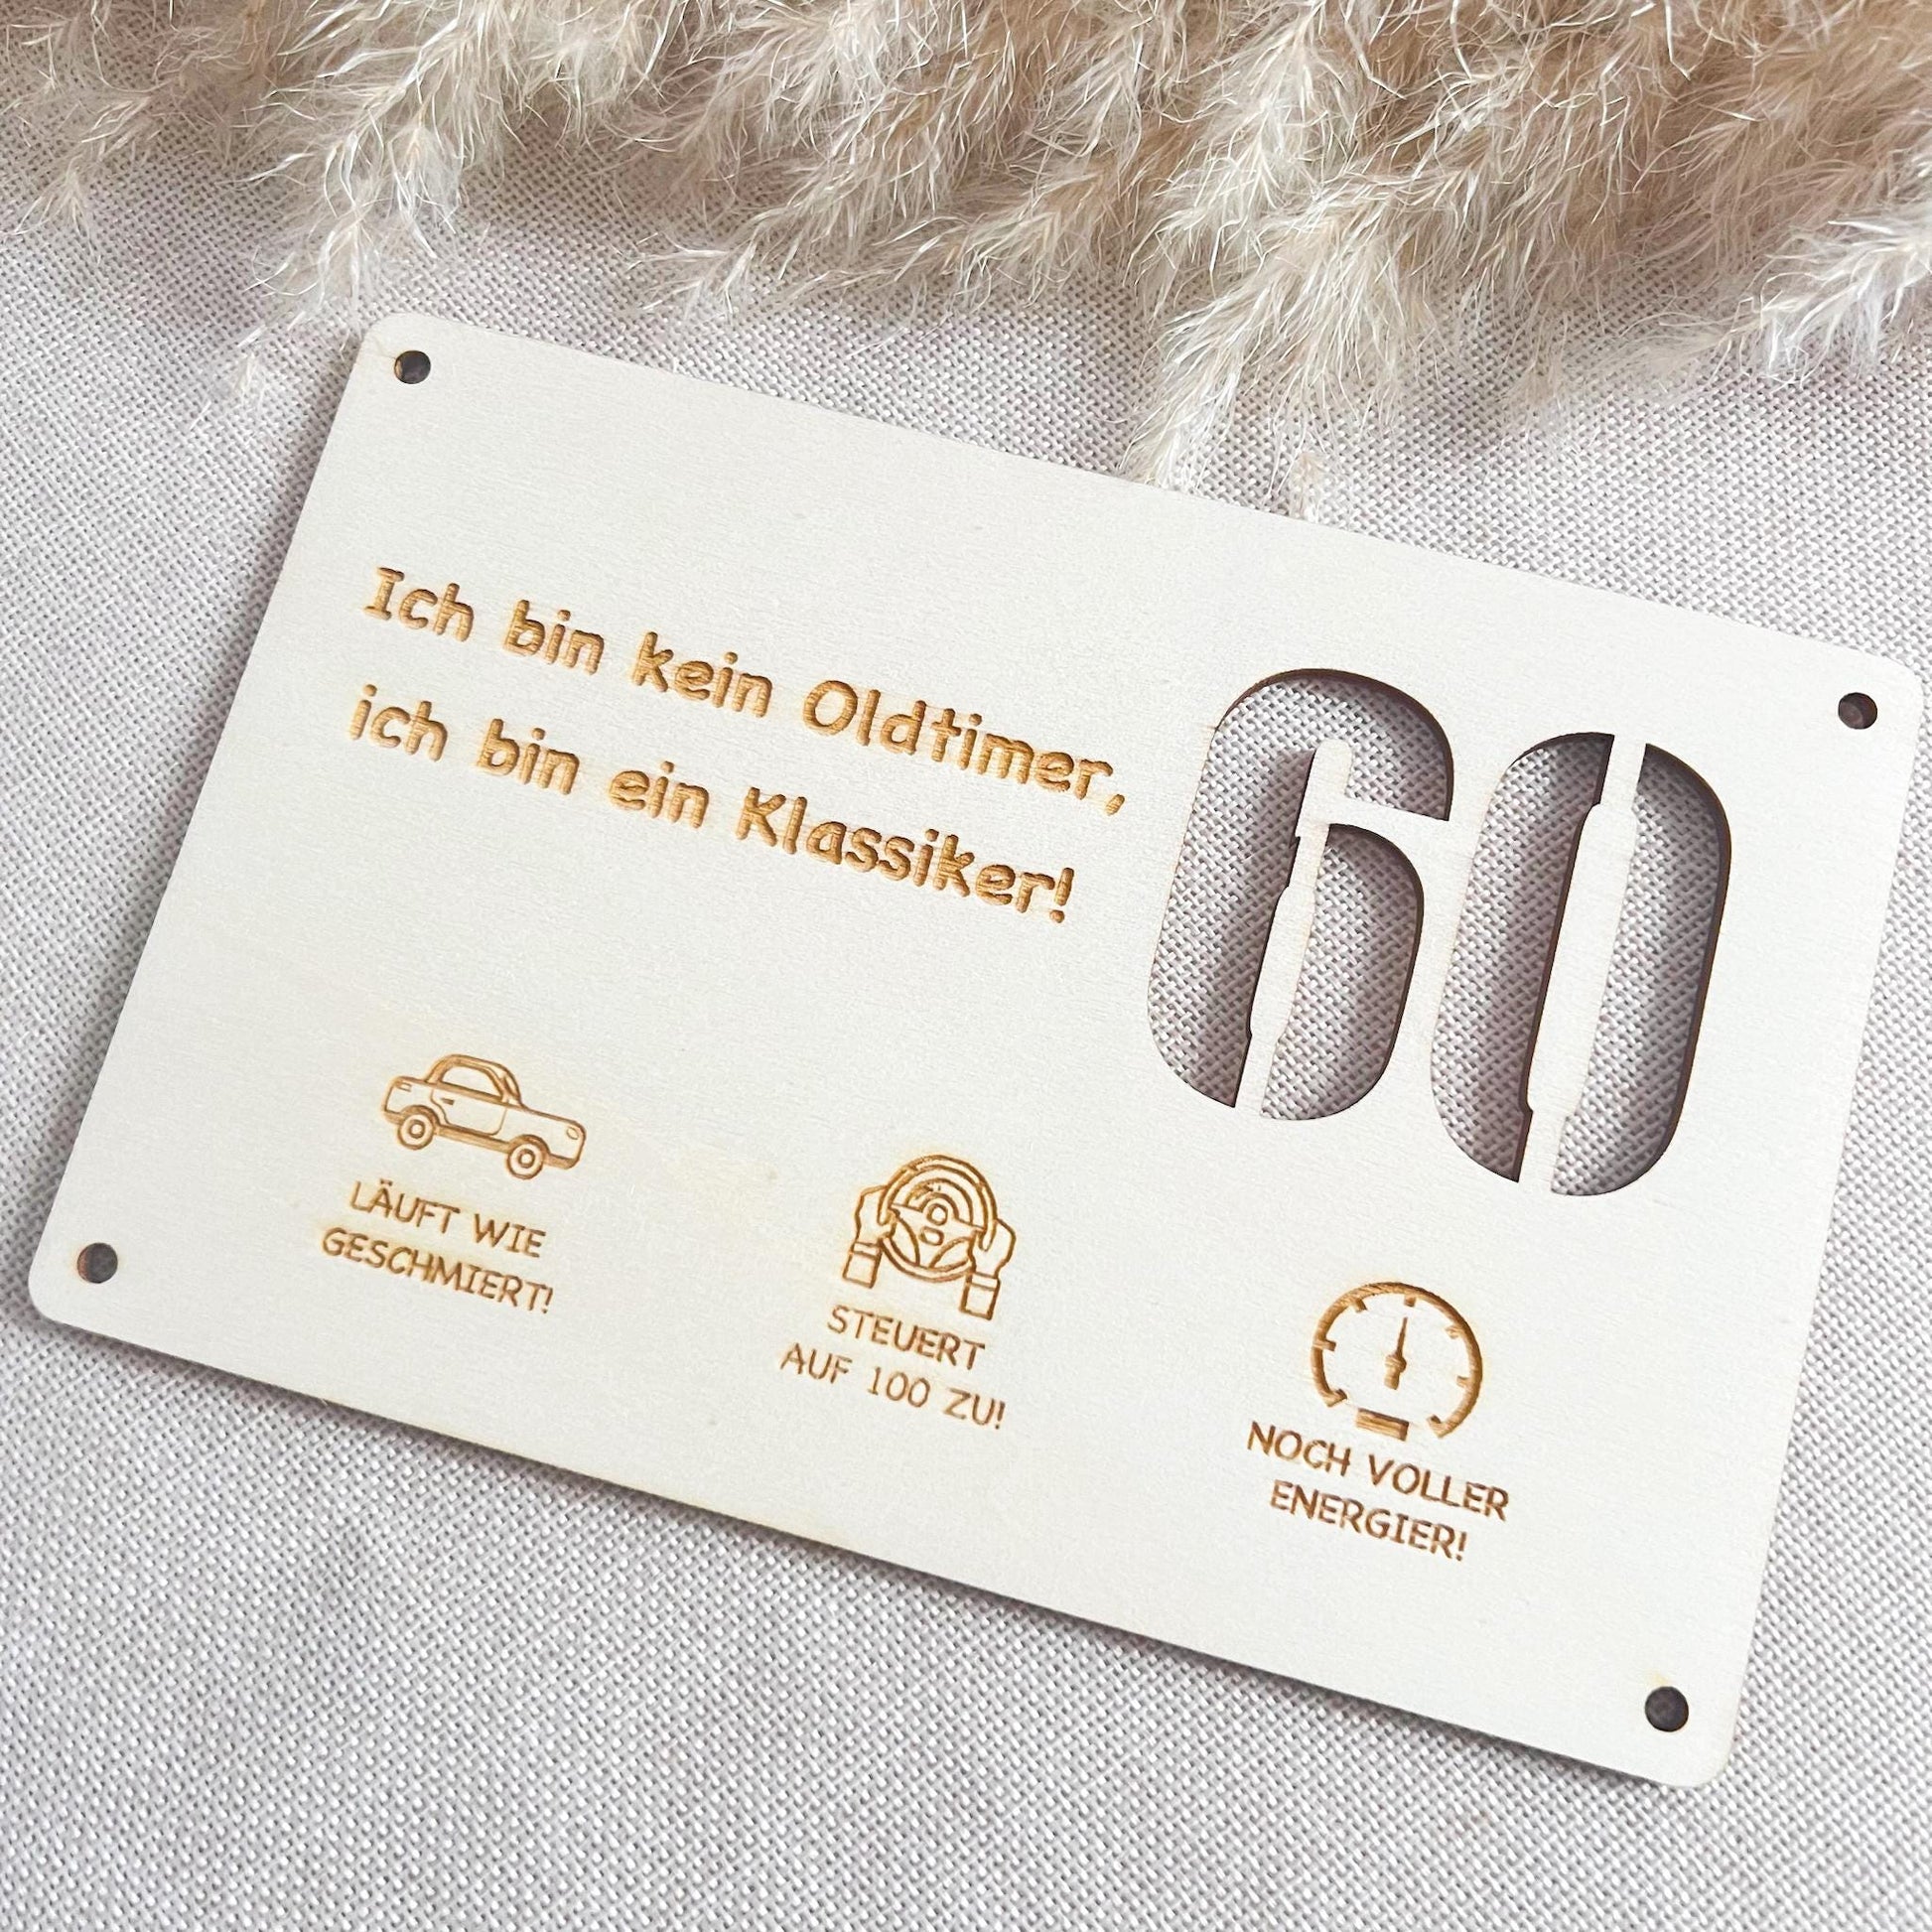 Ich bin kein Oldtimer,
ich bin ein Klassiker!
60
LÄUFT WIE
GESCHMIERT!
STEUERT
AUF 100 ZU!
NOCH VOLLER
ENERGIER!